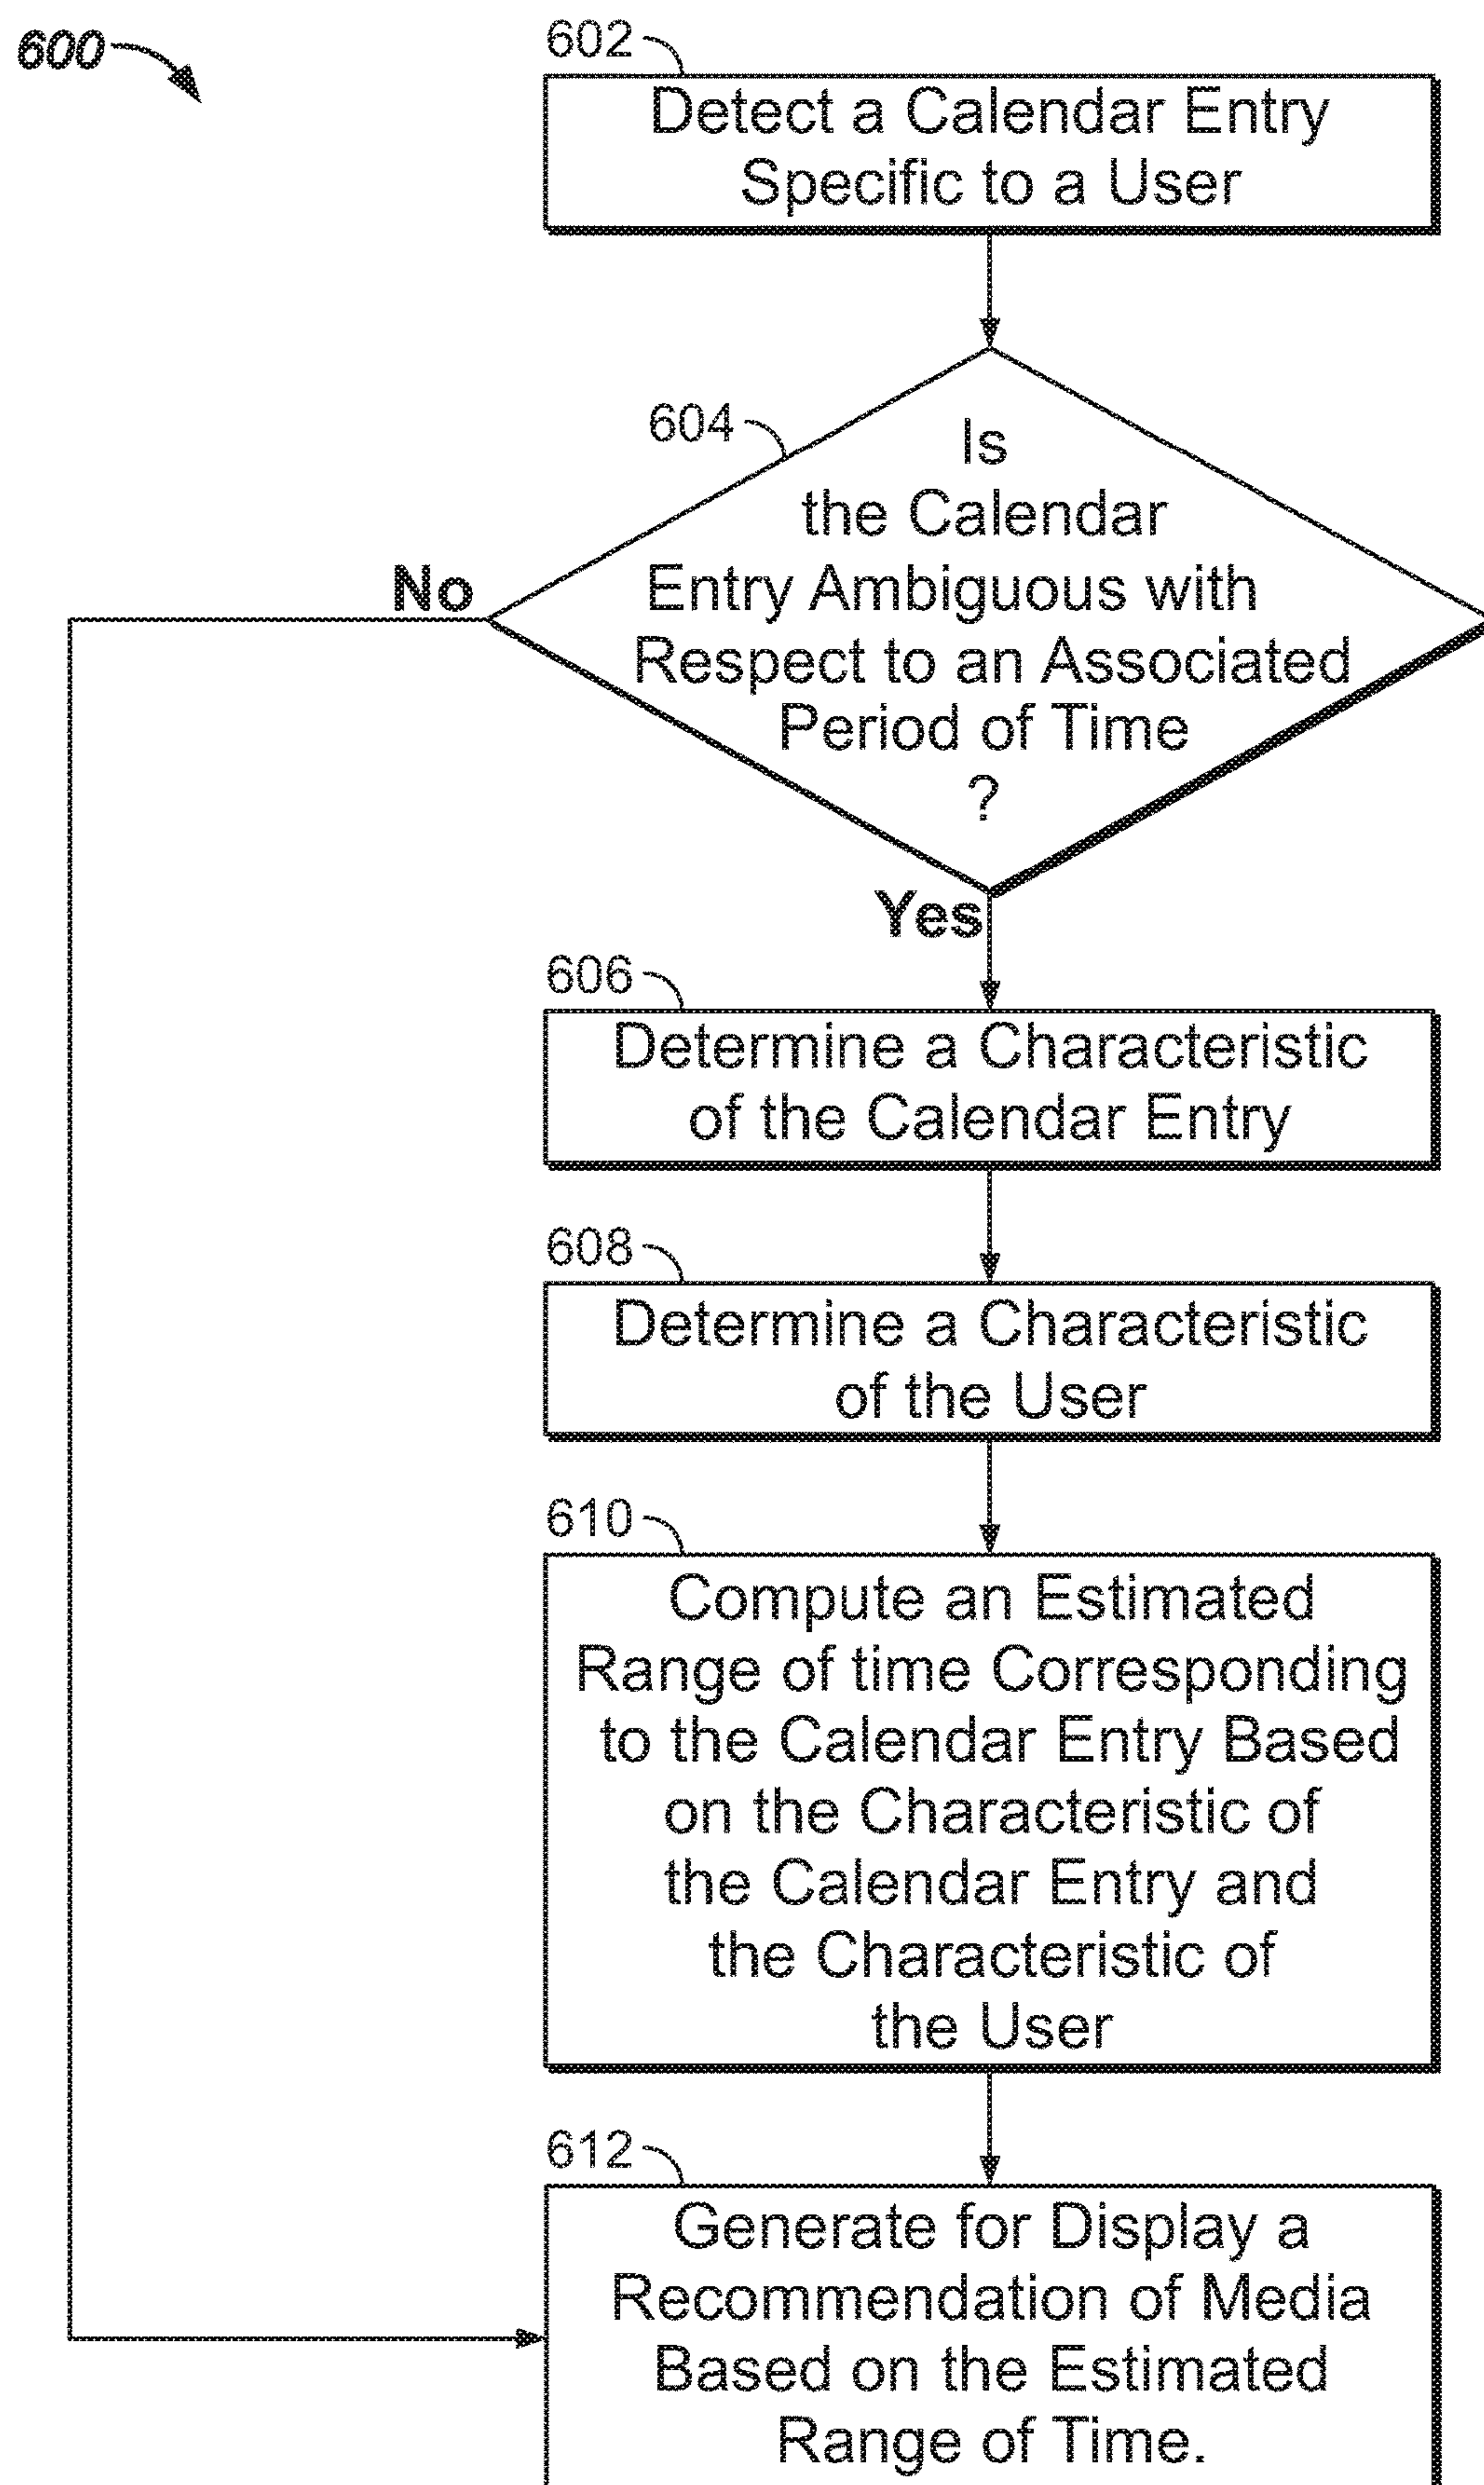 600
602
Detect a Calendar Entry
Specific to a User
604
Is
the Calendar
Entry Ambiguous with
Respect to an Associated
Period of Time
?
No
Yes
606
Determine a Characteristic
of the Calendar Entry
608
Determine a Characteristic
of the User
610
Compute an Estimated
Range of time Corresponding
to the Calendar Entry Based
on the Characteristic of
the Calendar Entry and
the Characteristic of
the User
612
Generate for Display a
Recommendation of Media
Based on the Estimated
Range of Time.